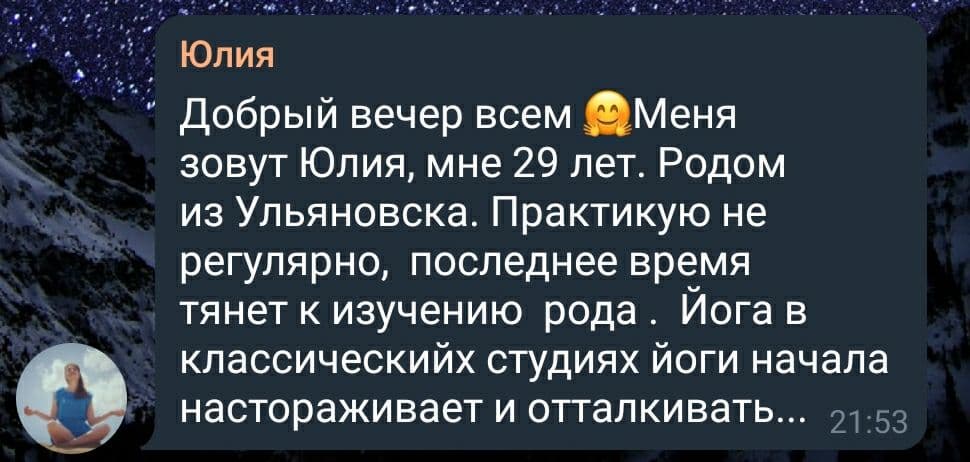 Юлия
Добрый вечер всем 🤗Меня
зовут Юлия, мне 29 лет. Родом
из Ульяновска. Практикую не
регулярно, последнее время
тянет к изучению рода . Йога в
классическийх студиях йоги начала
настораживает и отталкивать...
21:53